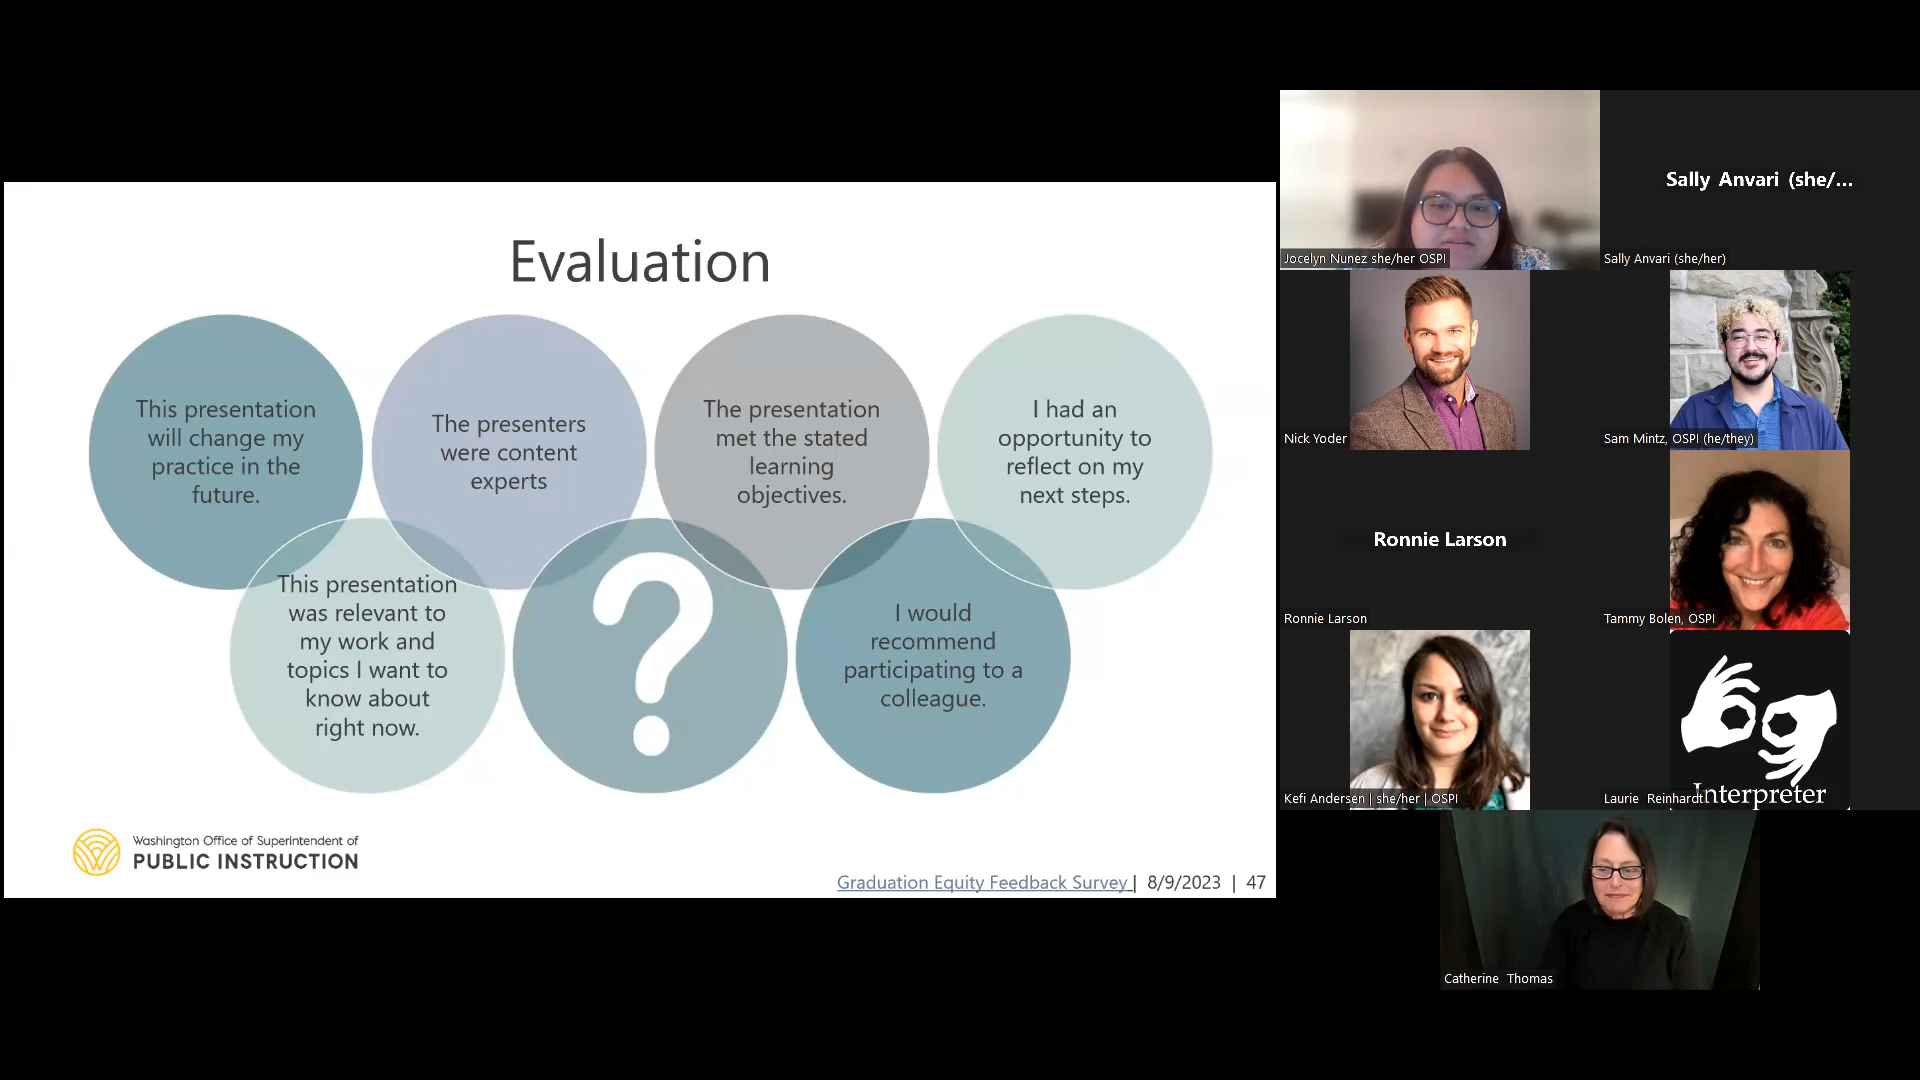 Evaluation
This presentation
will change my
practice in the
future.
The presenters
were content
experts
The presentation
met the stated
learning
objectives.
I had an
opportunity to
reflect on my
next steps.
This presentation
was relevant to
my work and
topics I want to
know about
right now.
?
I would
recommend
participating to a
colleague.
Washington Office of Superintendent of
PUBLIC INSTRUCTION
Graduation Equity Feedback Survey | 8/9/2023 | 47
Jocelyn Nunez she/her OSPI
Sally Anvari (she/...
Sally Anvari (she/her)
Nick Yoder
Sam Mintz, OSPI (he/they)
Ronnie Larson
Ronnie Larson
Tammy Bolen, OSPI
Kefi Andersen | she/her | OSPI
Interpreter
Laurie Reinhardt
Catherine Thomas